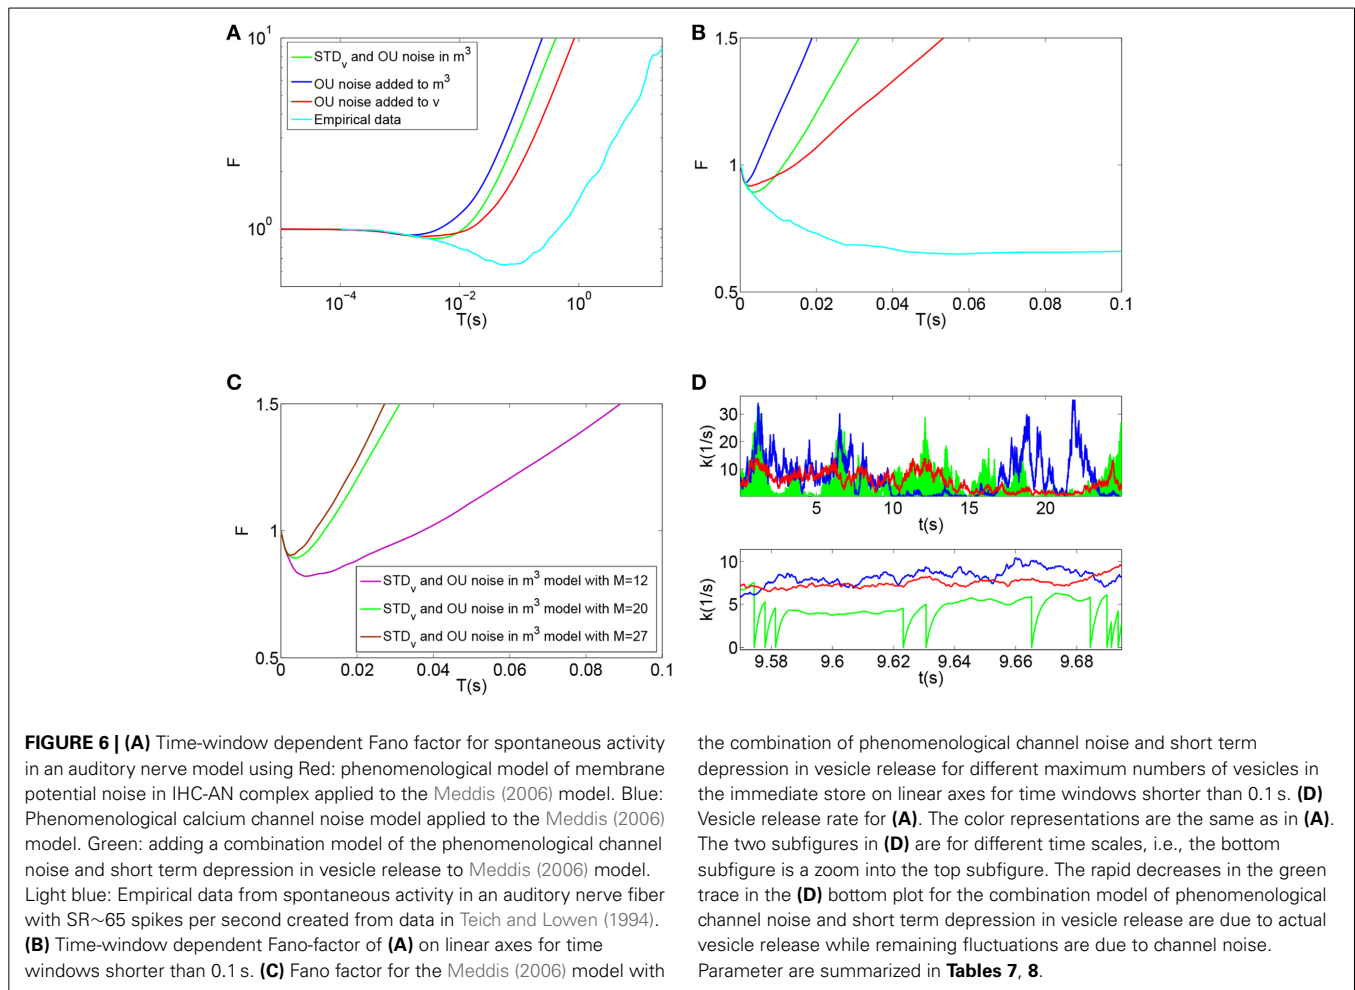 A
10^1
10^0
F
STD_v and OU noise in m^3
OU noise added to m^3
OU noise added to v
Empirical data
10^-4
10^-2
10^0
T(s)
B
1.5
1
0.5
F
0
0.02
0.04
0.06
0.08
0.1
T(s)
C
1.5
1
0.5
F
STD_v and OU noise in m^3 model with M=12
STD_v and OU noise in m^3 model with M=20
STD_v and OU noise in m^3 model with M=27
0
0.02
0.04
0.06
0.08
0.1
T(s)
D
30
20
10
k(1/s)
5
10
15
20
t(s)
10
5
0
k(1/s)
9.58
9.6
9.62
9.64
9.66
9.68
t(s)
FIGURE 6 | (A) Time-window dependent Fano factor for spontaneous activity
in an auditory nerve model using Red: phenomenological model of membrane
potential noise in IHC-AN complex applied to the Meddis (2006) model. Blue:
Phenomenological calcium channel noise model applied to the Meddis (2006)
model. Green: adding a combination model of the phenomenological channel
noise and short term depression in vesicle release to Meddis (2006) model.
Light blue: Empirical data from spontaneous activity in an auditory nerve fiber
with SR~65 spikes per second created from data in Teich and Lowen (1994).
(B) Time-window dependent Fano-factor of (A) on linear axes for time
windows shorter than 0.1 s. (C) Fano factor for the Meddis (2006) model with
the combination of phenomenological channel noise and short term
depression in vesicle release for different maximum numbers of vesicles in
the immediate store on linear axes for time windows shorter than 0.1 s. (D)
Vesicle release rate for (A). The color representations are the same as in (A).
The two subfigures in (D) are for different time scales, i.e., the bottom
subfigure is a zoom into the top subfigure. The rapid decreases in the green
trace in the (D) bottom plot for the combination model of phenomenological
channel noise and short term depression in vesicle release are due to actual
vesicle release while remaining fluctuations are due to channel noise.
Parameter are summarized in Tables 7, 8.